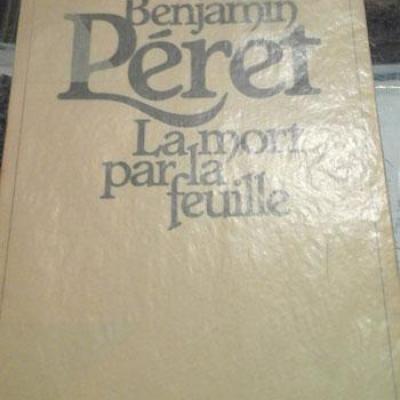 Benjamin
Péret
La mort
par la
feuille